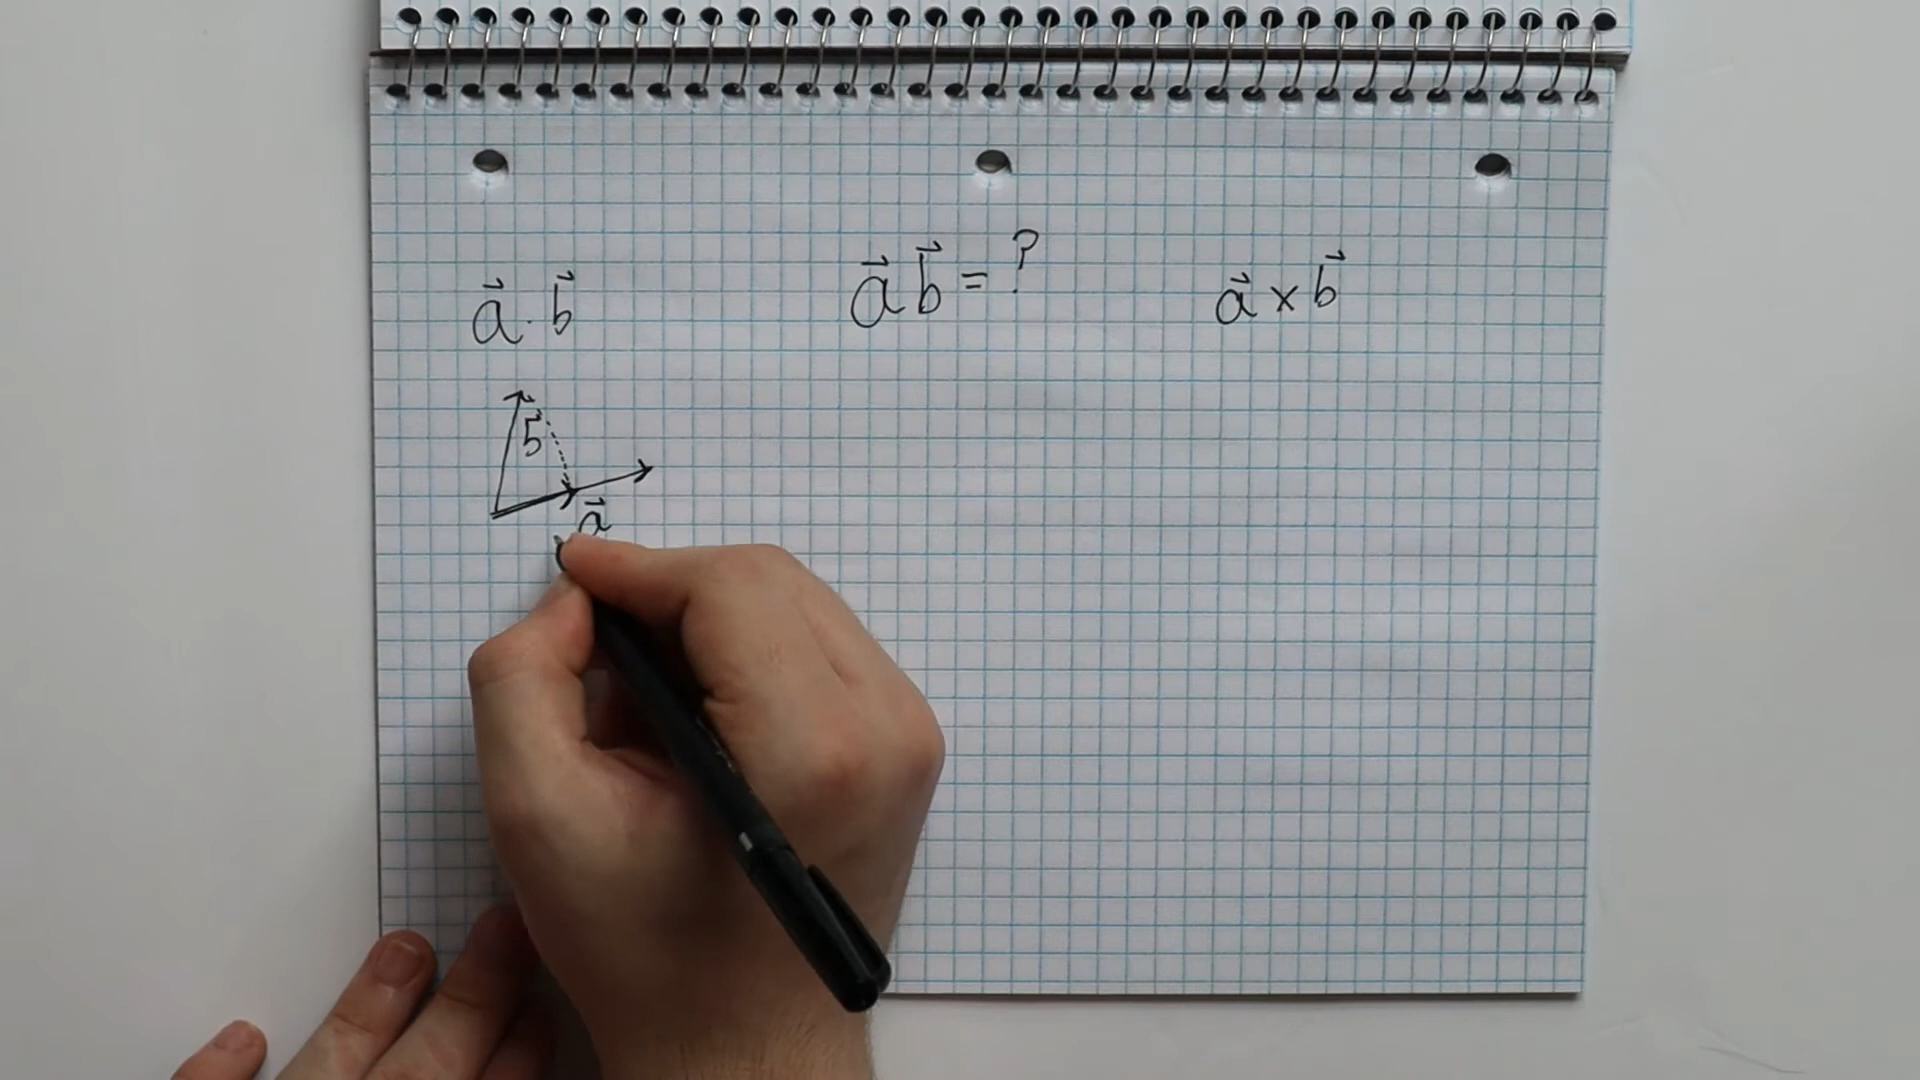 a⃗ · b⃗
a⃗ b⃗ = ?
a⃗ × b⃗
b⃗
a⃗